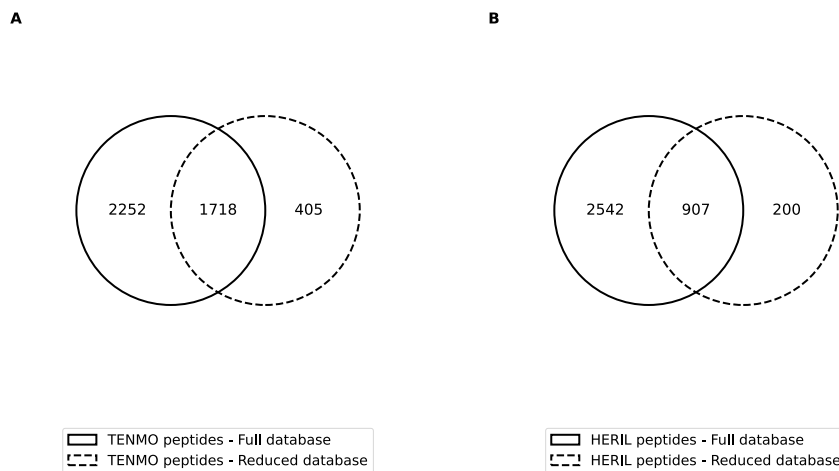 A
B
2252
1718
405
2542
907
200
TENMO peptides - Full database
TENMO peptides - Reduced database
HERIL peptides - Full database
HERIL peptides - Reduced database